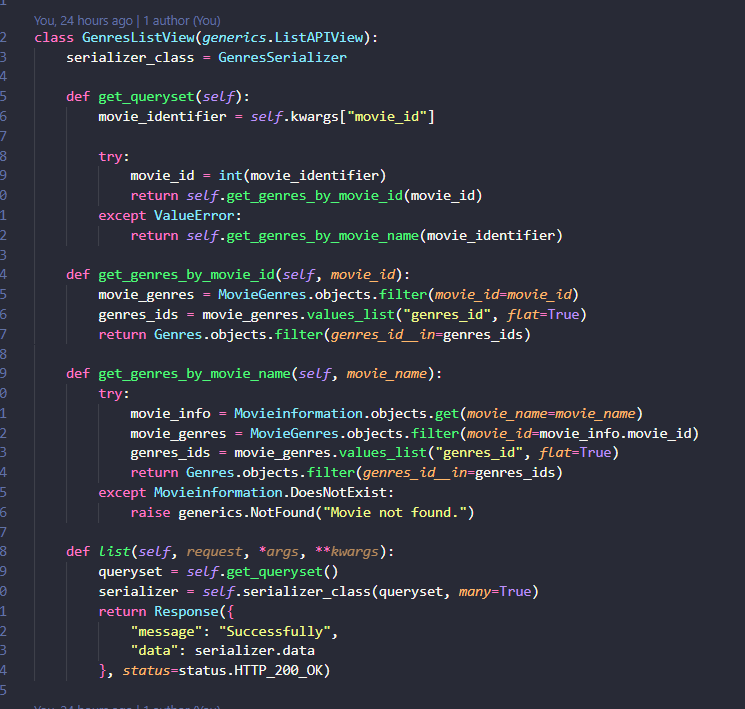 You, 24 hours ago | 1 author (You)
2 class GenresListView(generics.ListAPIView):
3     serializer_class = GenresSerializer
4
5     def get_queryset(self):
6         movie_identifier = self.kwargs["movie_id"]
7
8         try:
9             movie_id = int(movie_identifier)
0             return self.get_genres_by_movie_id(movie_id)
1         except ValueError:
2             return self.get_genres_by_movie_name(movie_identifier)
3
4     def get_genres_by_movie_id(self, movie_id):
5         movie_genres = MovieGenres.objects.filter(movie_id=movie_id)
6         genres_ids = movie_genres.values_list("genres_id", flat=True)
7         return Genres.objects.filter(genres_id__in=genres_ids)
8
9     def get_genres_by_movie_name(self, movie_name):
0         try:
1             movie_info = Movieinformation.objects.get(movie_name=movie_name)
2             movie_genres = MovieGenres.objects.filter(movie_id=movie_info.movie_id)
3             genres_ids = movie_genres.values_list("genres_id", flat=True)
4             return Genres.objects.filter(genres_id__in=genres_ids)
5         except Movieinformation.DoesNotExist:
6             raise generics.NotFound("Movie not found.")
7
8     def list(self, request, *args, **kwargs):
9         queryset = self.get_queryset()
0         serializer = self.serializer_class(queryset, many=True)
1         return Response({
2             "message": "Successfully",
3             "data": serializer.data
4         }, status=status.HTTP_200_OK)
5
You, 24 hours ago | 1 author (You)